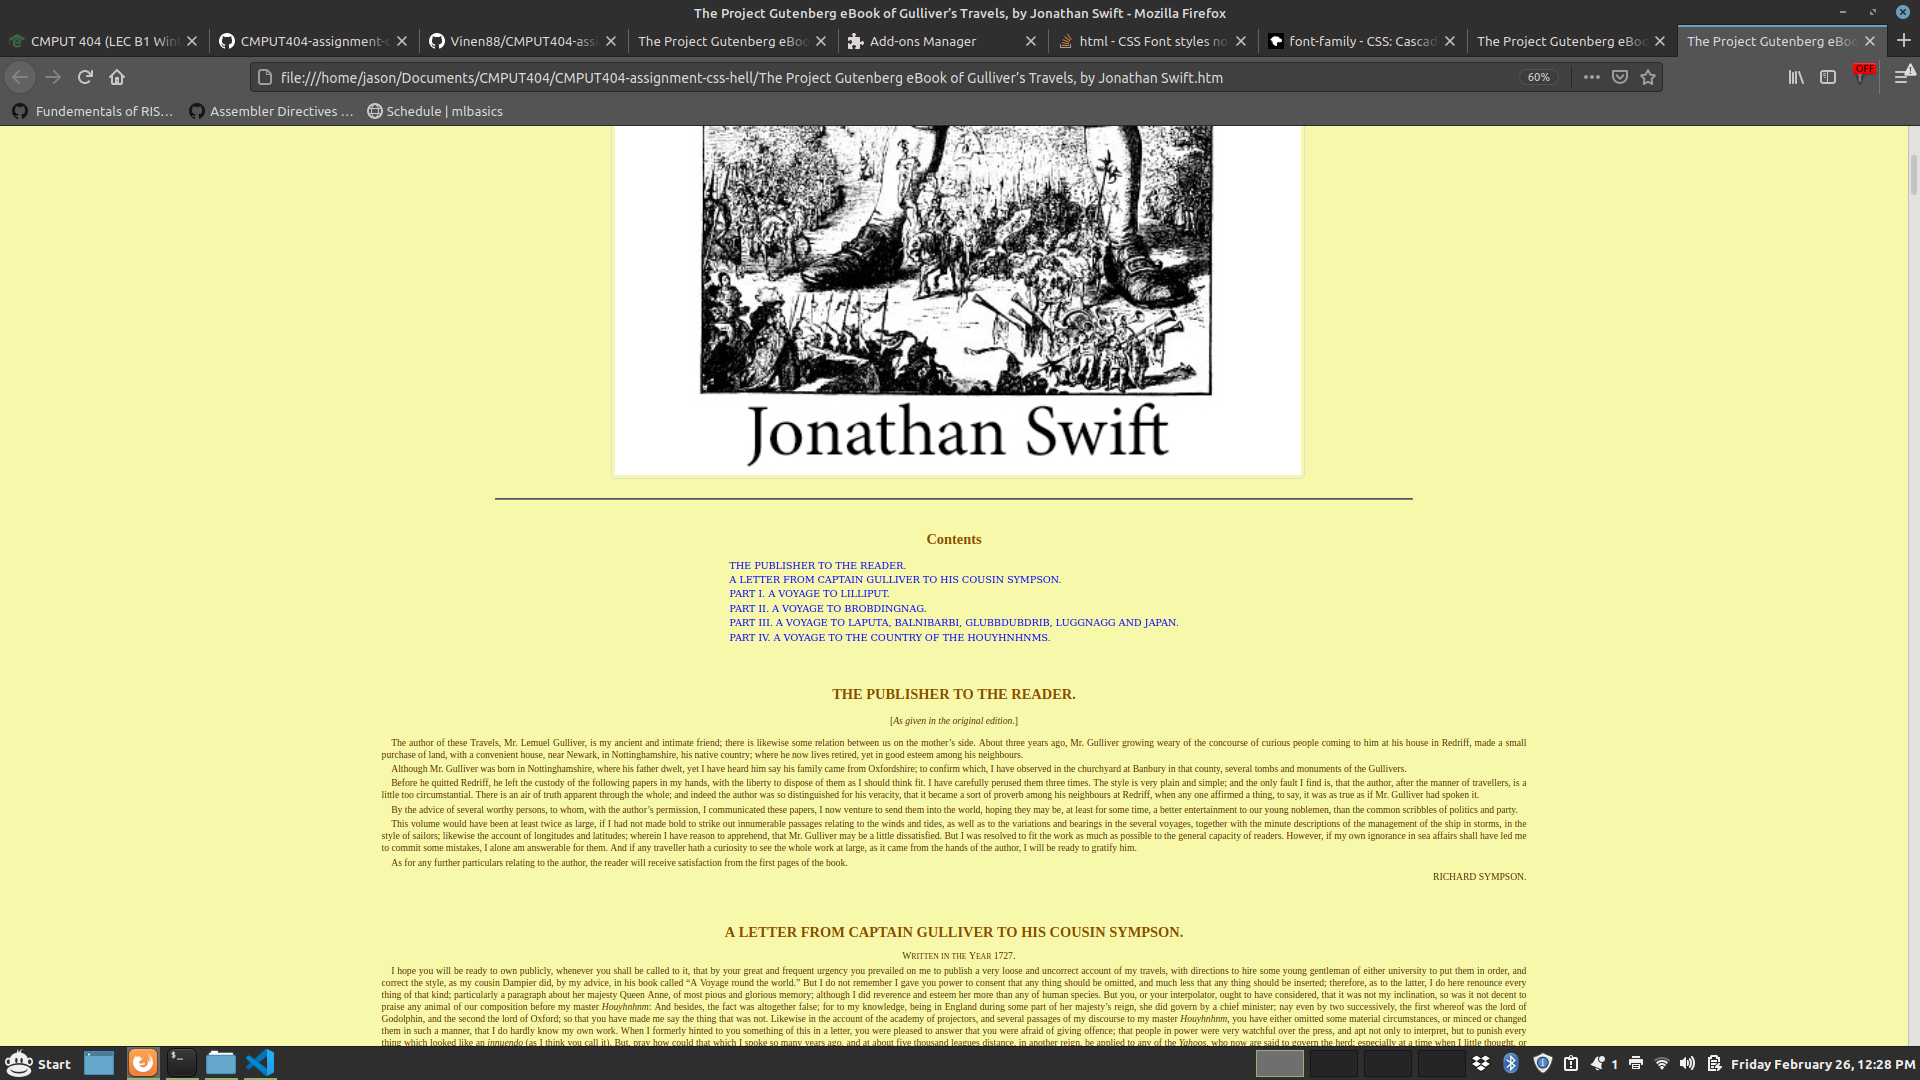 The Project Gutenberg eBook of Gulliver’s Travels, by Jonathan Swift - Mozilla Firefox
CMPUT 404 (LEC B1 Wint
CMPUT404-assignment-
Vinen88/CMPUT404-assi
The Project Gutenberg eBoo
Add-ons Manager
html - CSS Font styles no
font-family - CSS: Cascad
The Project Gutenberg eBoo
The Project Gutenberg eBoo
file:///home/jason/Documents/CMPUT404/CMPUT404-assignment-css-hell/The Project Gutenberg eBook of Gulliver’s Travels, by Jonathan Swift.htm
60%
OFF
Fundamentals of RIS…
Assembler Directives …
Schedule | mlbasics
Jonathan Swift
Contents
THE PUBLISHER TO THE READER.
A LETTER FROM CAPTAIN GULLIVER TO HIS COUSIN SYMPSON.
PART I. A VOYAGE TO LILLIPUT.
PART II. A VOYAGE TO BROBDINGNAG.
PART III. A VOYAGE TO LAPUTA, BALNIBARBI, GLUBBDUBDRIB, LUGGNAGG AND JAPAN.
PART IV. A VOYAGE TO THE COUNTRY OF THE HOUYHNHNMS.
THE PUBLISHER TO THE READER.
[As given in the original edition.]
The author of these Travels, Mr. Lemuel Gulliver, is my ancient and intimate friend; there is likewise some relation between us on the mother’s side. About three years ago, Mr. Gulliver growing weary of the concourse of curious people coming to him at his house in Redriff, made a small
purchase of land, with a convenient house, near Newark, in Nottinghamshire, his native country; where he now lives retired, yet in good esteem among his neighbours.
Although Mr. Gulliver was born in Nottinghamshire, where his father dwelt, yet I have heard him say his family came from Oxfordshire; to confirm which, I have observed in the churchyard at Banbury in that county, several tombs and monuments of the Gullivers.
Before he quitted Redriff, he left the custody of the following papers in my hands, with the liberty to dispose of them as I should think fit. I have carefully perused them three times. The style is very plain and simple; and the only fault I find is, that the author, after the manner of travellers, is a
little too circumstantial. There is an air of truth apparent through the whole; and indeed the author was so distinguished for his veracity, that it became a sort of proverb among his neighbours at Redriff, when any one affirmed a thing, to say, it was as true as if Mr. Gulliver had spoken it.
By the advice of several worthy persons, to whom, with the author’s permission, I communicated these papers, I now venture to send them into the world, hoping they may be, at least for some time, a better entertainment to our young noblemen, than the common scribbles of politics and party.
This volume would have been at least twice as large, if I had not made bold to strike out innumerable passages relating to the winds and tides, as well as to the variations and bearings in the several voyages, together with the minute descriptions of the management of the ship in storms, in the
style of sailors; likewise the account of longitudes and latitudes; wherein I have reason to apprehend, that Mr. Gulliver may be a little dissatisfied. But I was resolved to fit the work as much as possible to the general capacity of readers. However, if my own ignorance in sea affairs shall have led me
to commit some mistakes, I alone am answerable for them. And if any traveller hath a curiosity to see the whole work at large, as it came from the hands of the author, I will be ready to gratify him.
As for any further particulars relating to the author, the reader will receive satisfaction from the first pages of the book.
RICHARD SYMPSON.
A LETTER FROM CAPTAIN GULLIVER TO HIS COUSIN SYMPSON.
Written in the Year 1727.
I hope you will be ready to own publicly, whenever you shall be called to it, that by your great and frequent urgency you prevailed on me to publish a very loose and uncorrect account of my travels, with directions to hire some young gentleman of either university to put them in order, and
correct the style, as my cousin Dampier did, by my advice, in his book called “A Voyage round the world.” But I do not remember I gave you power to consent that any thing should be omitted, and much less that any thing should be inserted; therefore, as to the latter, I do here renounce every
thing of that kind; particularly a paragraph about her majesty Queen Anne, of most pious and glorious memory; although I did reverence and esteem her more than any of human species. But you, or your interpolator, ought to have considered, that it was not my inclination, so was it not decent to
praise any animal of our composition before my master Houyhnhnm: And besides, the fact was altogether false; for to my knowledge, being in England during some part of her majesty’s reign, she did govern by a chief minister; nay even by two successively, the first whereof was the lord of
Godolphin, and the second the lord of Oxford; so that you have made me say the thing that was not. Likewise in the account of the academy of projectors, and several passages of my discourse to my master Houyhnhnm, you have either omitted some material circumstances, or minced or changed
them in such a manner, that I do hardly know my own work. When I formerly hinted to you something of this in a letter, you were pleased to answer that you were afraid of giving offence; that people in power were very watchful over the press, and apt not only to interpret, but to punish every
thing which looked like an innuendo (as I think you call it). But, pray how could that which I spoke so many years ago, and at about five thousand leagues distance, in another reign, be applied to any of the Yahoos, who now are said to govern the herd; especially at a time when I little thought, or
Start
1
Friday February 26, 12:28 PM